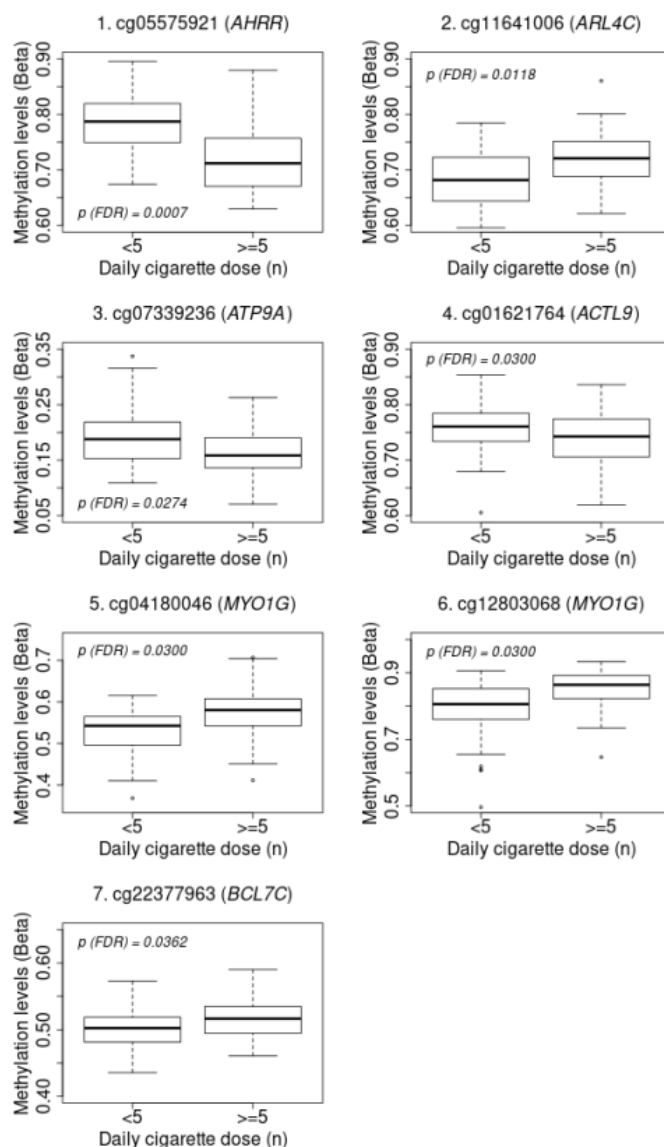 1. cg05575921 (AHRR)
Methylation levels (Beta)
0.90
0.80
0.70
0.60
p (FDR) = 0.0007
<5
>=5
Daily cigarette dose (n)
2. cg11641006 (ARL4C)
Methylation levels (Beta)
0.90
0.80
0.70
0.60
p (FDR) = 0.0118
<5
>=5
Daily cigarette dose (n)
3. cg07339236 (ATP9A)
Methylation levels (Beta)
0.35
0.25
0.15
0.05
p (FDR) = 0.0274
<5
>=5
Daily cigarette dose (n)
4. cg01621764 (ACTL9)
Methylation levels (Beta)
0.90
0.80
0.70
0.60
p (FDR) = 0.0300
<5
>=5
Daily cigarette dose (n)
5. cg04180046 (MYO1G)
Methylation levels (Beta)
0.7
0.6
0.5
0.4
p (FDR) = 0.0300
<5
>=5
Daily cigarette dose (n)
6. cg12803068 (MYO1G)
Methylation levels (Beta)
0.9
0.7
0.5
p (FDR) = 0.0300
<5
>=5
Daily cigarette dose (n)
7. cg22377963 (BCL7C)
Methylation levels (Beta)
0.60
0.50
0.40
p (FDR) = 0.0362
<5
>=5
Daily cigarette dose (n)